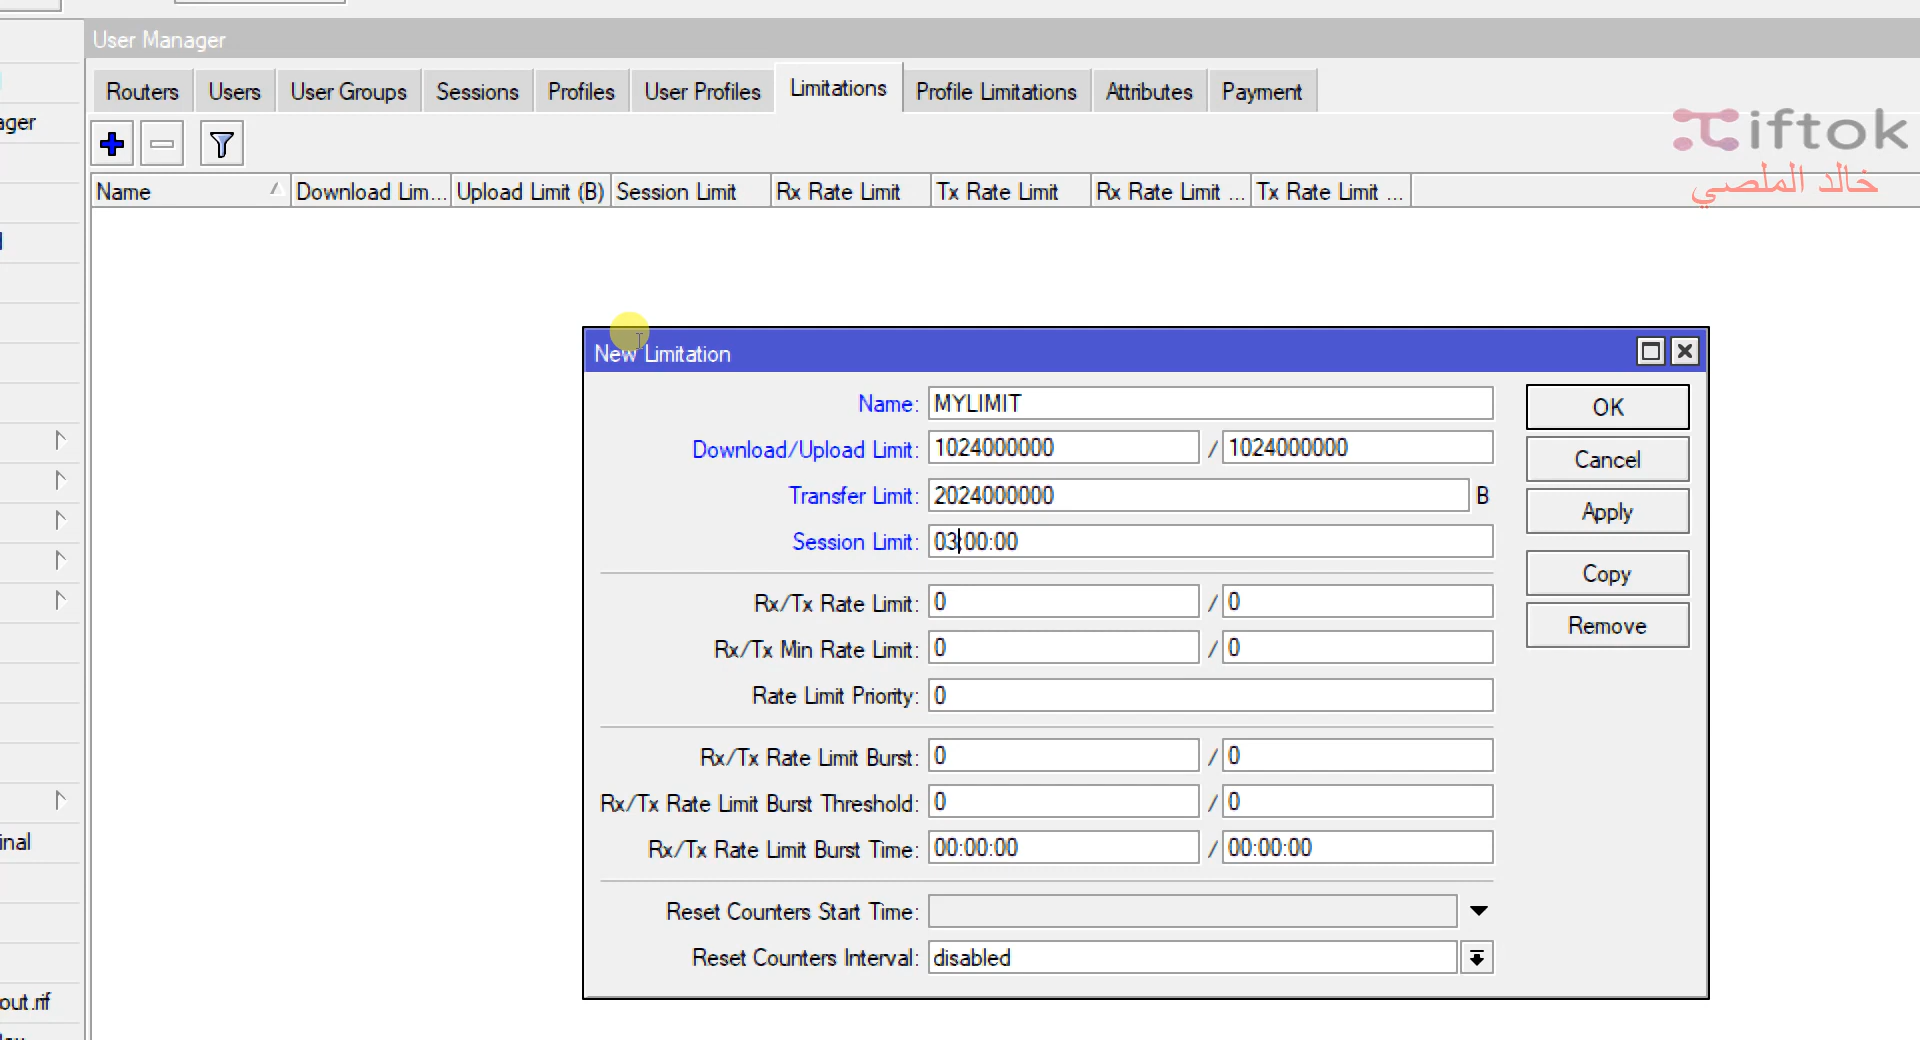 User Manager
Routers Users User Groups Sessions Profiles User Profiles Limitations Profile Limitations Attributes Payment
ager
iftok
خالد الملصي
Name Download Lim... Upload Limit (B) Session Limit Rx Rate Limit Tx Rate Limit Rx Rate Limit ... Tx Rate Limit ...
New Limitation
Name: MYLIMIT
OK
Download/Upload Limit: 1024000000 / 1024000000
Cancel
Transfer Limit: 2024000000 B
Apply
Session Limit: 03:00:00
Copy
Rx/Tx Rate Limit: 0 / 0
Remove
Rx/Tx Min Rate Limit: 0 / 0
Rate Limit Priority: 0
Rx/Tx Rate Limit Burst: 0 / 0
Rx/Tx Rate Limit Burst Threshold: 0 / 0
Rx/Tx Rate Limit Burst Time: 00:00:00 / 00:00:00
inal
Reset Counters Start Time:
Reset Counters Interval: disabled
out.rif